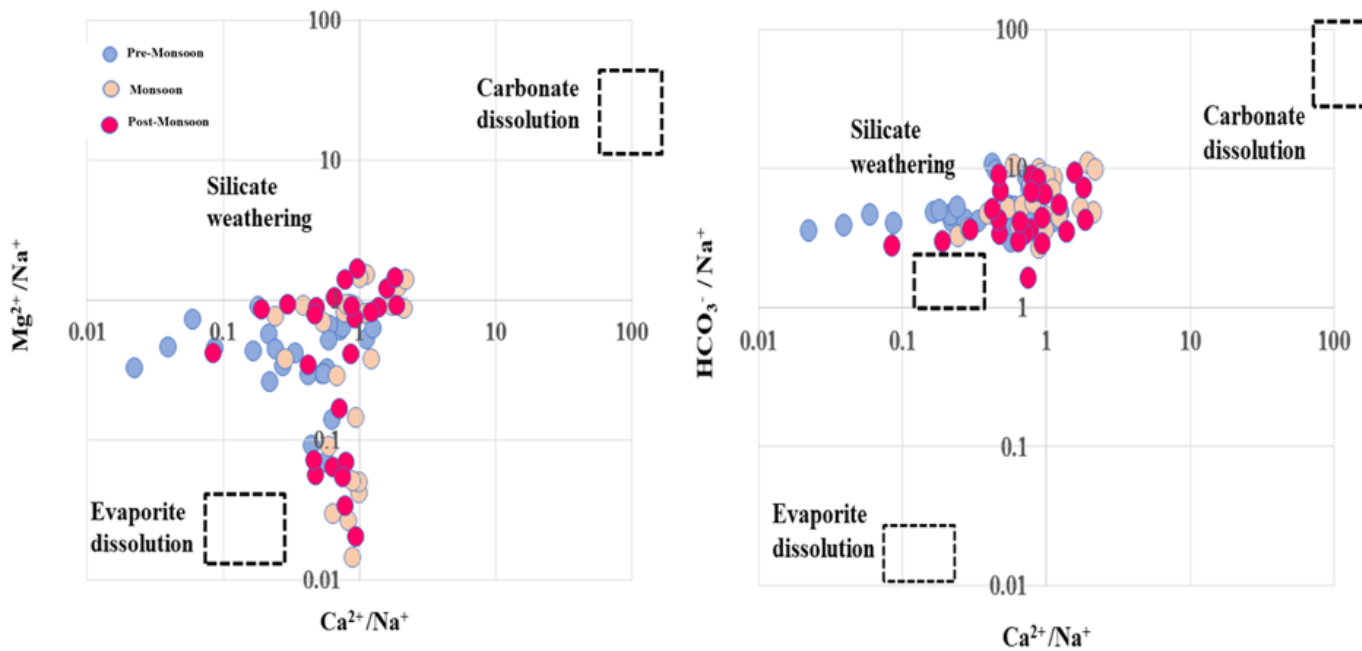 100
Pre-Monsoon
Monsoon
Post-Monsoon
Carbonate
dissolution
10
Silicate
weathering
Mg²⁺/Na⁺
0.01
0.1
1
10
100
0.1
Evaporite
dissolution
0.01
Ca²⁺/Na⁺
100
Carbonate
dissolution
Silicate
weathering
10
HCO₃⁻/Na⁺
1
0.01
0.1
1
10
100
0.1
Evaporite
dissolution
0.01
Ca²⁺/Na⁺